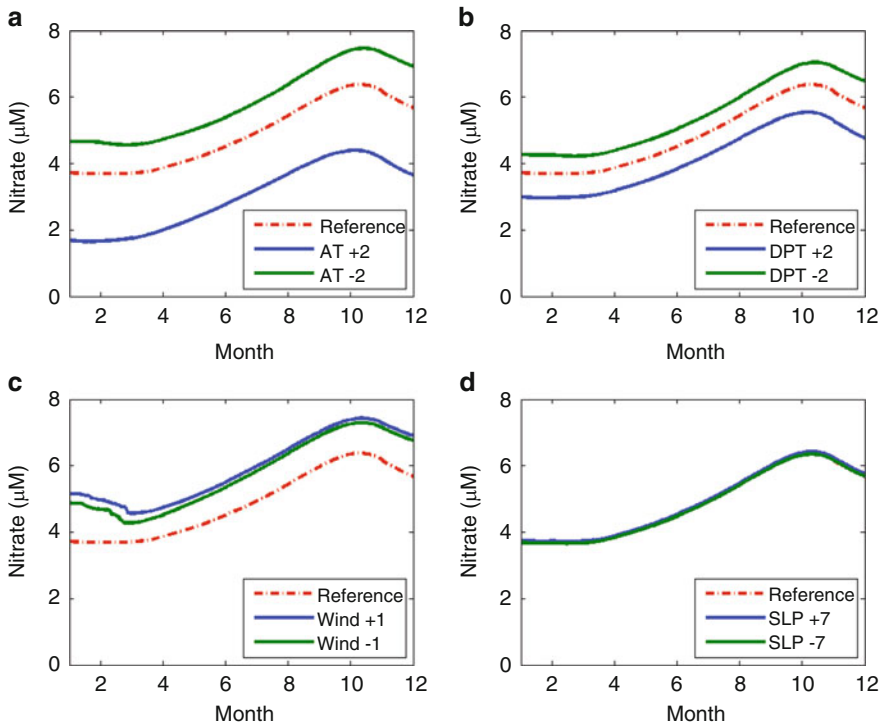 a
8
6
4
2
0
Nitrate (μM)
2 4 6 8 10 12
Month
Reference
AT +2
AT -2
b
8
6
4
2
0
Nitrate (μM)
2 4 6 8 10 12
Month
Reference
DPT +2
DPT -2
c
8
6
4
2
0
Nitrate (μM)
2 4 6 8 10 12
Month
Reference
Wind +1
Wind -1
d
8
6
4
2
0
Nitrate (μM)
2 4 6 8 10 12
Month
Reference
SLP +7
SLP -7